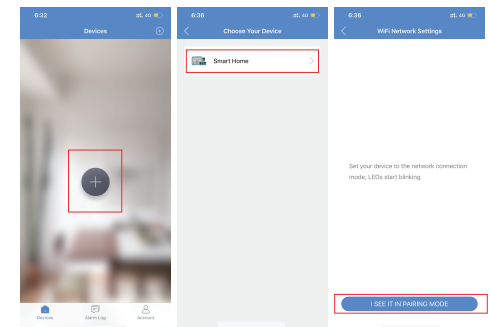 6:32
4G
Devices
Devices
Alarm Log
Account
6:36
4G
Choose Your Device
Smart Home
6:36
4G
WiFi Network Settings
Set your device to the network connection
mode, LEDs start blinking
I SEE IT IN PAIRING MODE